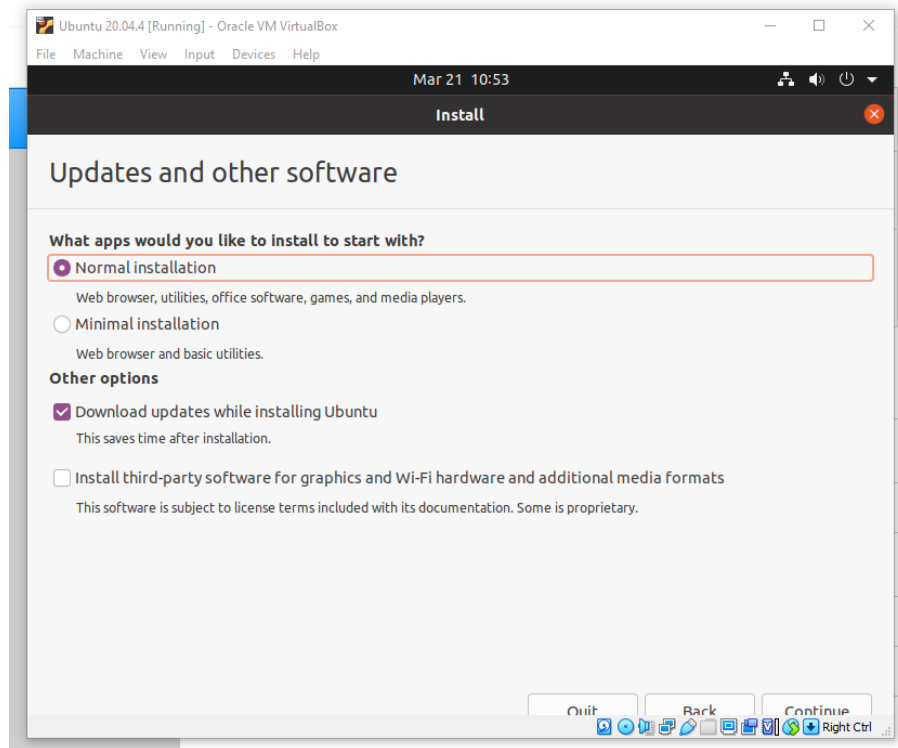 Ubuntu 20.04.4 [Running] - Oracle VM VirtualBox
File Machine View Input Devices Help
Mar 21 10:53
Install
Updates and other software
What apps would you like to install to start with?
Normal installation
Web browser, utilities, office software, games, and media players.
Minimal installation
Web browser and basic utilities.
Other options
Download updates while installing Ubuntu
This saves time after installation.
Install third-party software for graphics and Wi-Fi hardware and additional media formats
This software is subject to license terms included with its documentation. Some is proprietary.
Quit Back Continue
Right Ctrl